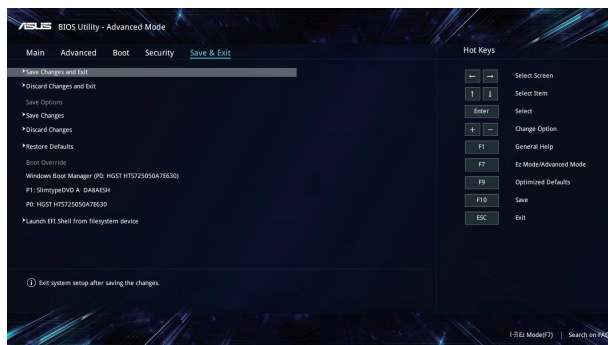 ASUS BIOS Utility - Advanced Mode
Main Advanced Boot Security Save & Exit
Save Changes and Exit
Discard Changes and Exit
Save Options
Save Changes
Discard Changes
Restore Defaults
Boot Override
Windows Boot Manager (P0: HGST HTS725050A7E630)
P1: SlimtypeDVD A DA8AESH
P0: HGST HTS725050A7E630
Launch EFI Shell from filesystem device
Exit system setup after saving the changes.
Hot Keys
← → Select Screen
↑ ↓ Select Item
Enter Select
+ - Change Option
F1 General Help
F7 Ez Mode/Advanced Mode
F9 Optimized Defaults
F10 Save
ESC Exit
Ez Mode(F7) | Search on FAQ